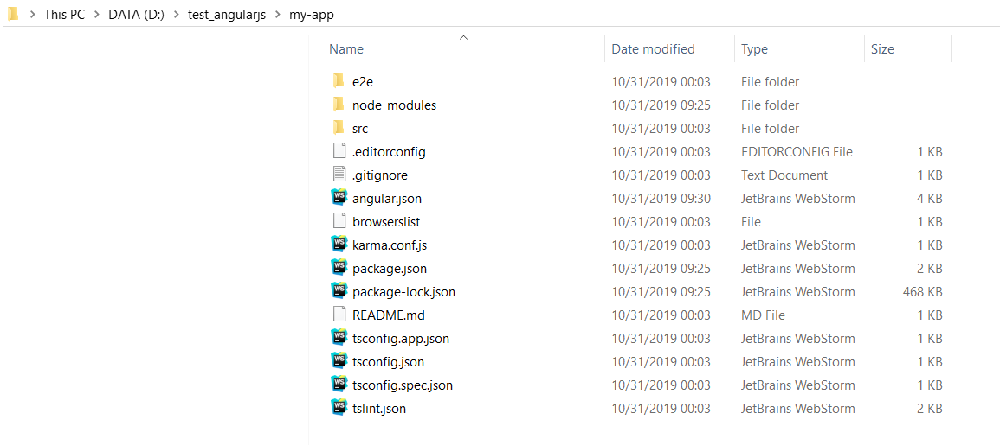 This PC > DATA (D:) > test_angularjs > my-app
Name Date modified Type Size
e2e 10/31/2019 00:03 File folder
node_modules 10/31/2019 09:25 File folder
src 10/31/2019 00:03 File folder
.editorconfig 10/31/2019 00:03 EDITORCONFIG File 1 KB
.gitignore 10/31/2019 00:03 Text Document 1 KB
WS angular.json 10/31/2019 09:30 JetBrains WebStorm 4 KB
browserslist 10/31/2019 00:03 File 1 KB
WS karma.conf.js 10/31/2019 00:03 JetBrains WebStorm 1 KB
WS package.json 10/31/2019 09:25 JetBrains WebStorm 2 KB
WS package-lock.json 10/31/2019 09:25 JetBrains WebStorm 468 KB
README.md 10/31/2019 00:03 MD File 1 KB
WS tsconfig.app.json 10/31/2019 00:03 JetBrains WebStorm 1 KB
WS tsconfig.json 10/31/2019 00:03 JetBrains WebStorm 1 KB
WS tsconfig.spec.json 10/31/2019 00:03 JetBrains WebStorm 1 KB
WS tslint.json 10/31/2019 00:03 JetBrains WebStorm 2 KB